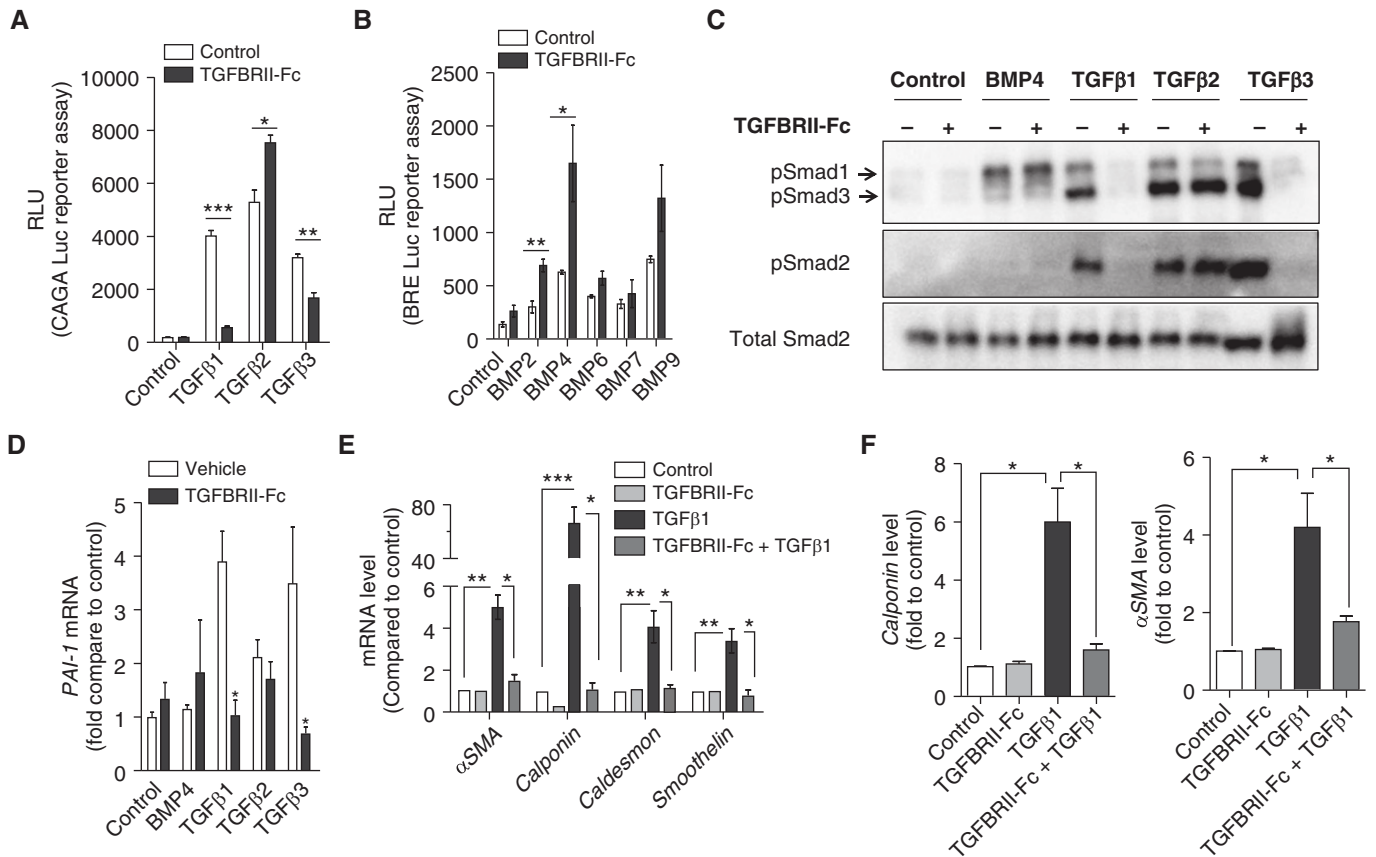 A
Control
TGFBRII-Fc
RLU
(CAGA Luc reporter assay)
10000
8000
6000
4000
2000
0
***
*
**
Control
TGFβ1
TGFβ2
TGFβ3
B
Control
TGFBRII-Fc
RLU
(BRE Luc reporter assay)
2500
2000
1500
1000
500
0
**
*
Control
BMP2
BMP4
BMP6
BMP7
BMP9
C
Control BMP4 TGFβ1 TGFβ2 TGFβ3
TGFBRII-Fc − + − + − + − + − +
pSmad1
pSmad3
pSmad2
Total Smad2
D
Vehicle
TGFBRII-Fc
PAI-1 mRNA
(fold compare to control)
5
4
3
2
1
0
*
*
Control
BMP4
TGFβ1
TGFβ2
TGFβ3
E
Control
TGFBRII-Fc
TGFβ1
TGFBRII-Fc + TGFβ1
mRNA level
(Compared to control)
80
40
6
4
2
0
** *
*** *
** *
** *
αSMA
Calponin
Caldesmon
Smoothelin
F
Calponin level
(fold to control)
8
6
4
2
0
* *
Control
TGFBRII-Fc
TGFβ1
TGFBRII-Fc + TGFβ1
αSMA level
(fold to control)
6
4
2
0
* *
Control
TGFBRII-Fc
TGFβ1
TGFBRII-Fc + TGFβ1